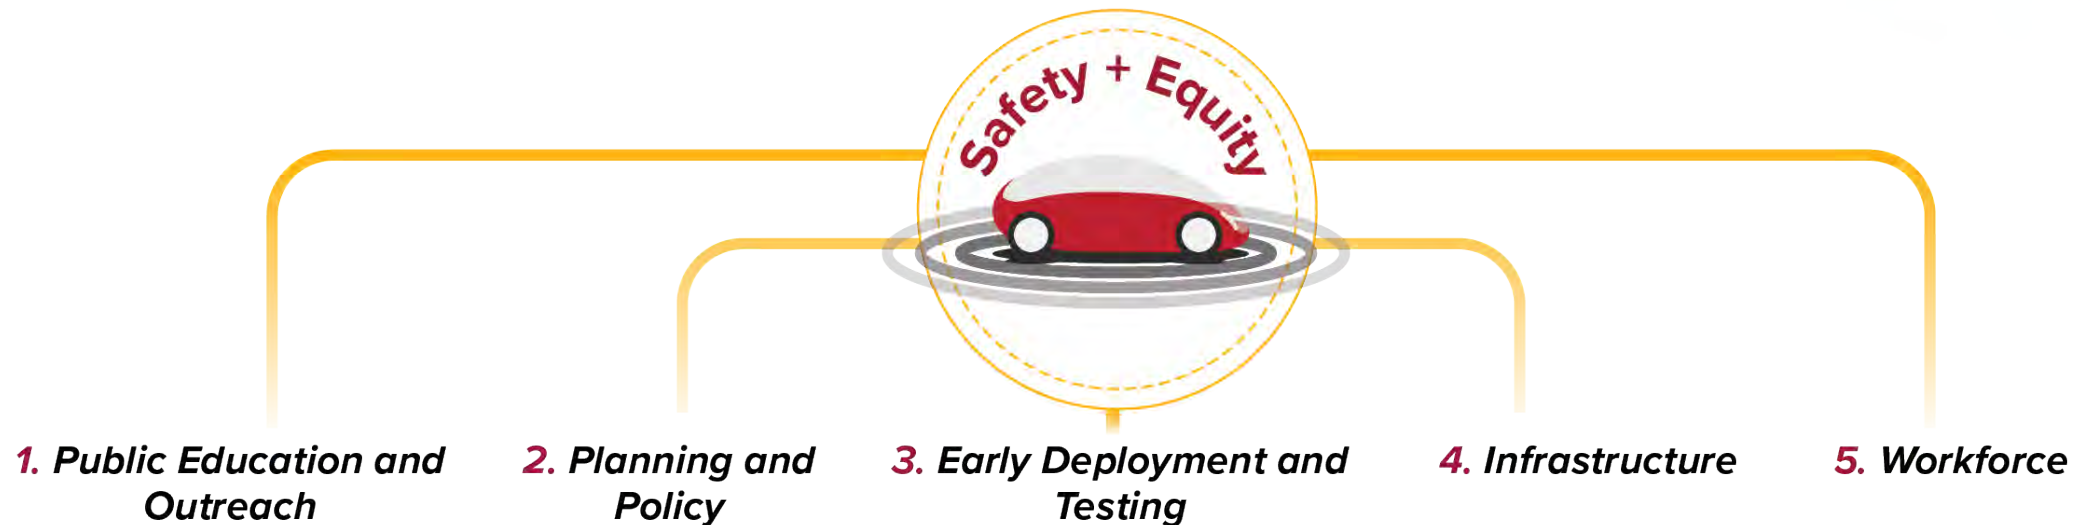 Safety + Equity
1. Public Education and
Outreach
2. Planning and
Policy
3. Early Deployment and
Testing
4. Infrastructure
5. Workforce